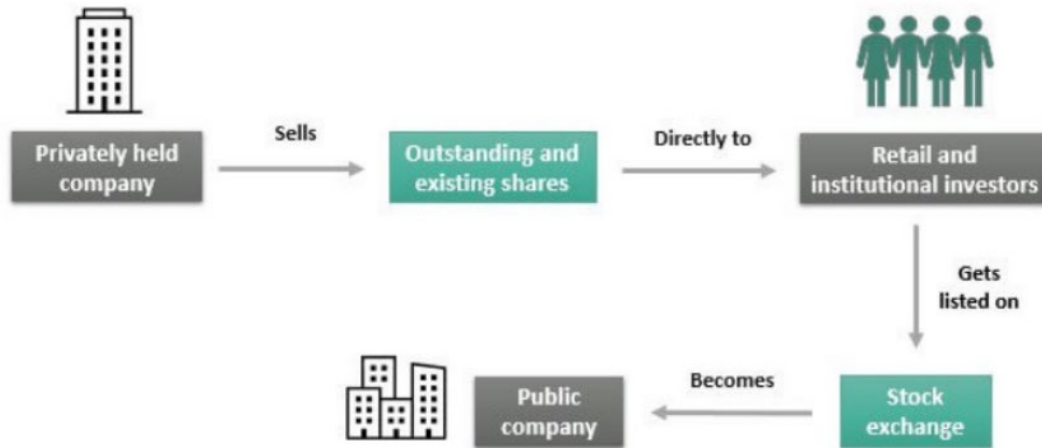 Privately held
company
Sells
Outstanding and
existing shares
Directly to
Retail and
institutional investors
Gets
listed on
Stock
exchange
Becomes
Public
company